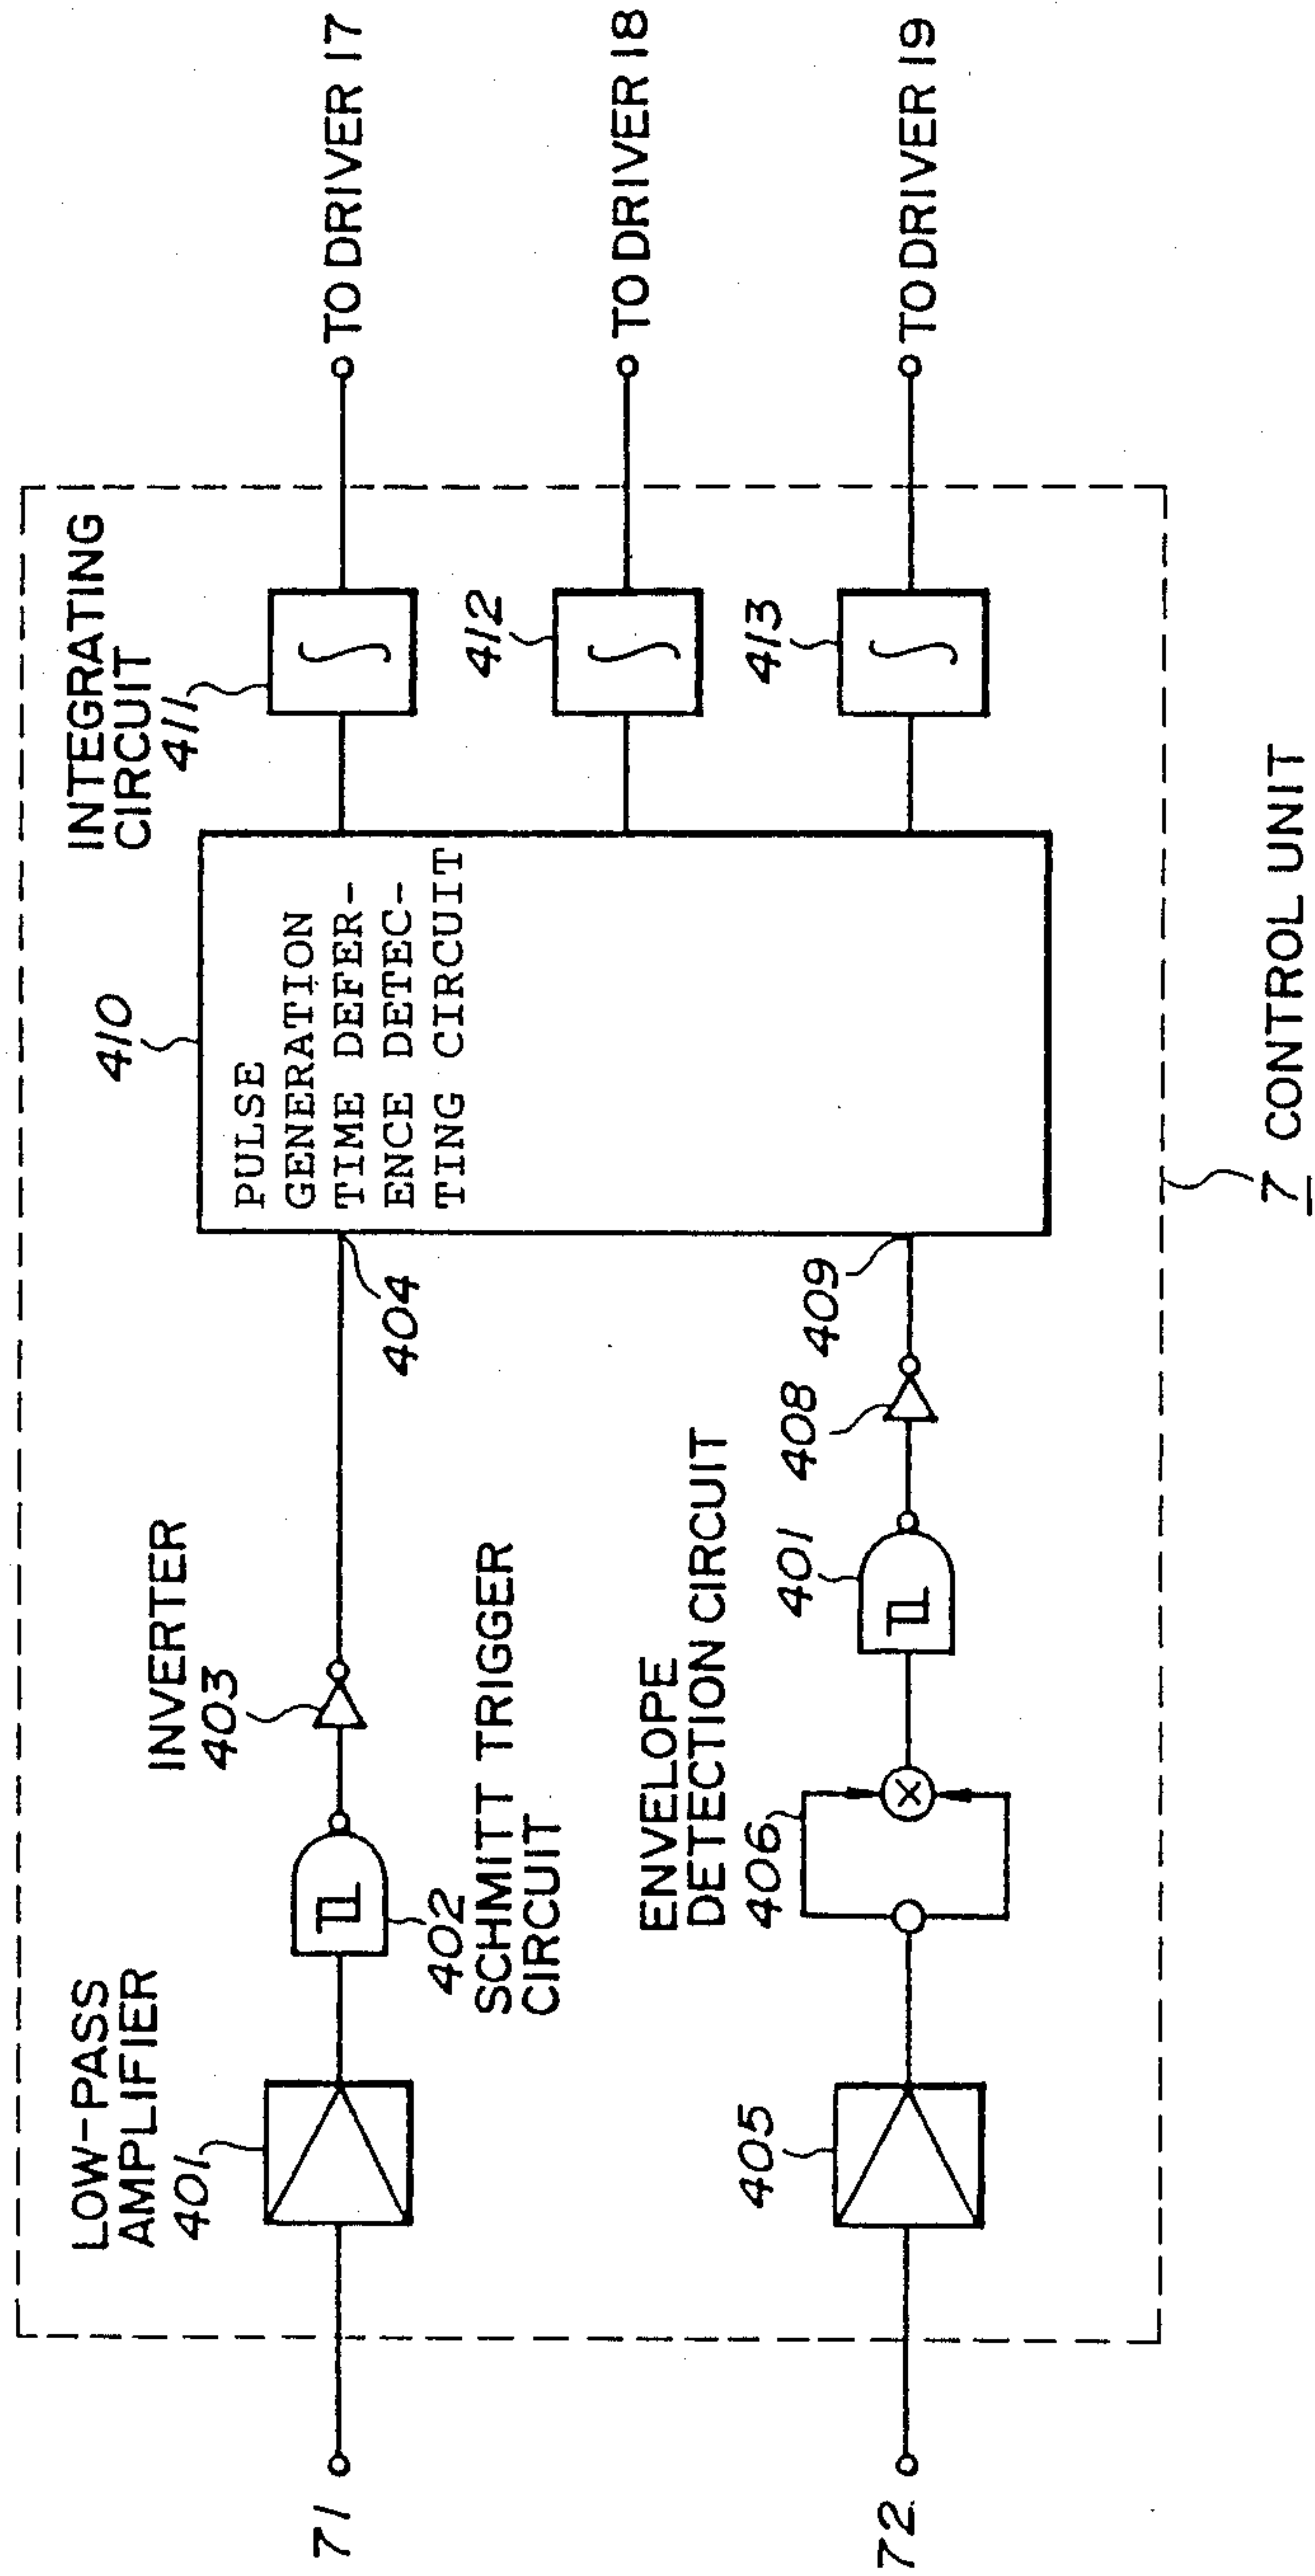 LOW-PASS
AMPLIFIER
401
INVERTER
403
402
SCHMITT TRIGGER
CIRCUIT
404
410
PULSE
GENERATION
TIME DEFER-
ENCE DETEC-
TING CIRCUIT
INTEGRATING
CIRCUIT
411
412
413
TO DRIVER 17
TO DRIVER 18
TO DRIVER 19
71
72
405
ENVELOPE
DETECTION CIRCUIT
406
401
408
409
7 CONTROL UNIT